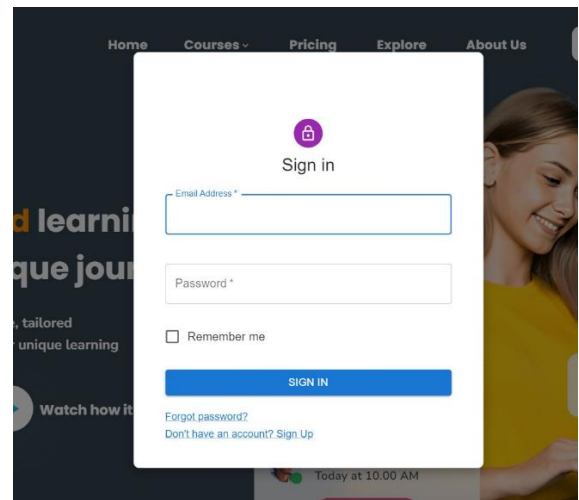 Home Courses Pricing Explore About Us
Sign in
Email Address *
d learni
que jour
Password *
, tailored
unique learning
Remember me
SIGN IN
Watch how it
Forgot password?
Don't have an account? Sign Up
Today at 10.00 AM